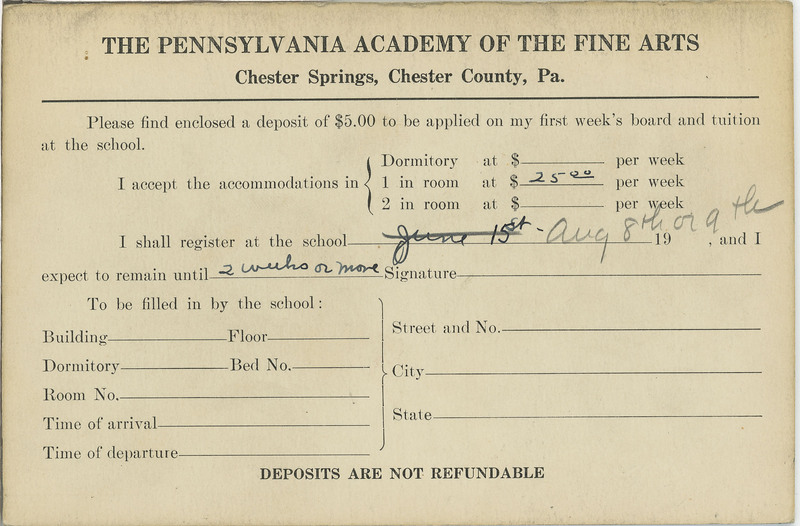 THE PENNSYLVANIA ACADEMY OF THE FINE ARTS
Chester Springs, Chester County, Pa.
Please find enclosed a deposit of $5.00 to be applied on my first week's board and tuition
at the school.
I accept the accommodations in
Dormitory at $ per week
1 in room at $ 25.00 per week
2 in room at $ per week
I shall register at the school June 15st - Aug 8th or 9th 19 , and I
expect to remain until 2 weeks or more Signature
To be filled in by the school:
Building Floor
Dormitory Bed No.
Room No.
Time of arrival
Time of departure
Street and No.
City
State
DEPOSITS ARE NOT REFUNDABLE